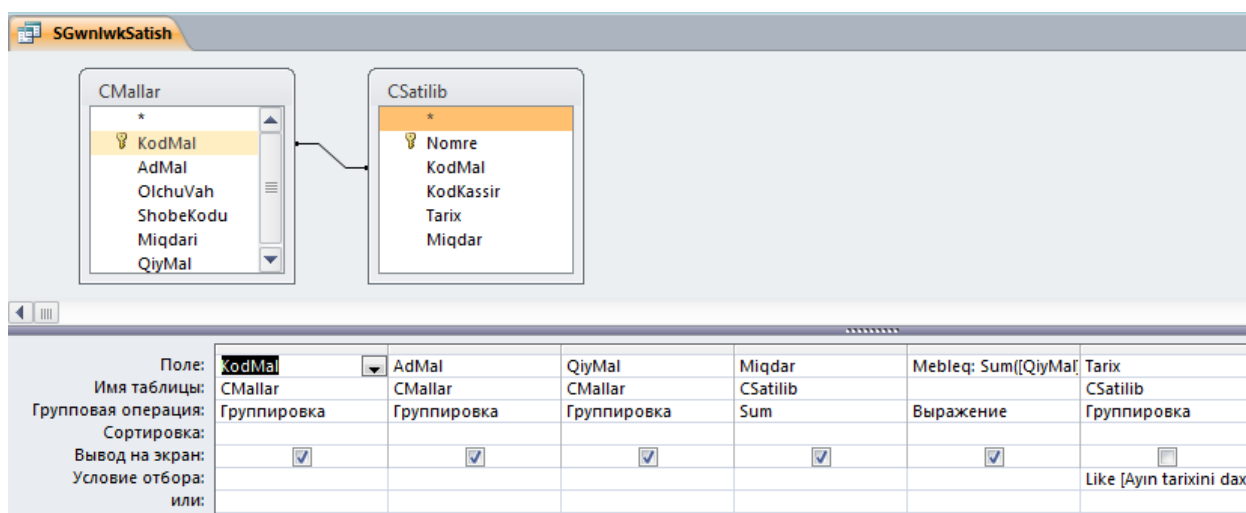 SGwnlwkSatish
CMallar
*
KodMal
AdMal
OlchuVah
ShobeKodu
Miqdari
QiyMal
CSatilib
*
Nomre
KodMal
KodKassir
Tarix
Miqdar
Поле: KodMal AdMal QiyMal Miqdar Mebleq: Sum([QiyMal] Tarix
Имя таблицы: CMallar CMallar CMallar CSatilib CSatilib
Групповая операция: Группировка Группировка Группировка Sum Выражение Группировка
Сортировка:
Вывод на экран:
Условие отбора: Like [Ayın tarixini dax
или: